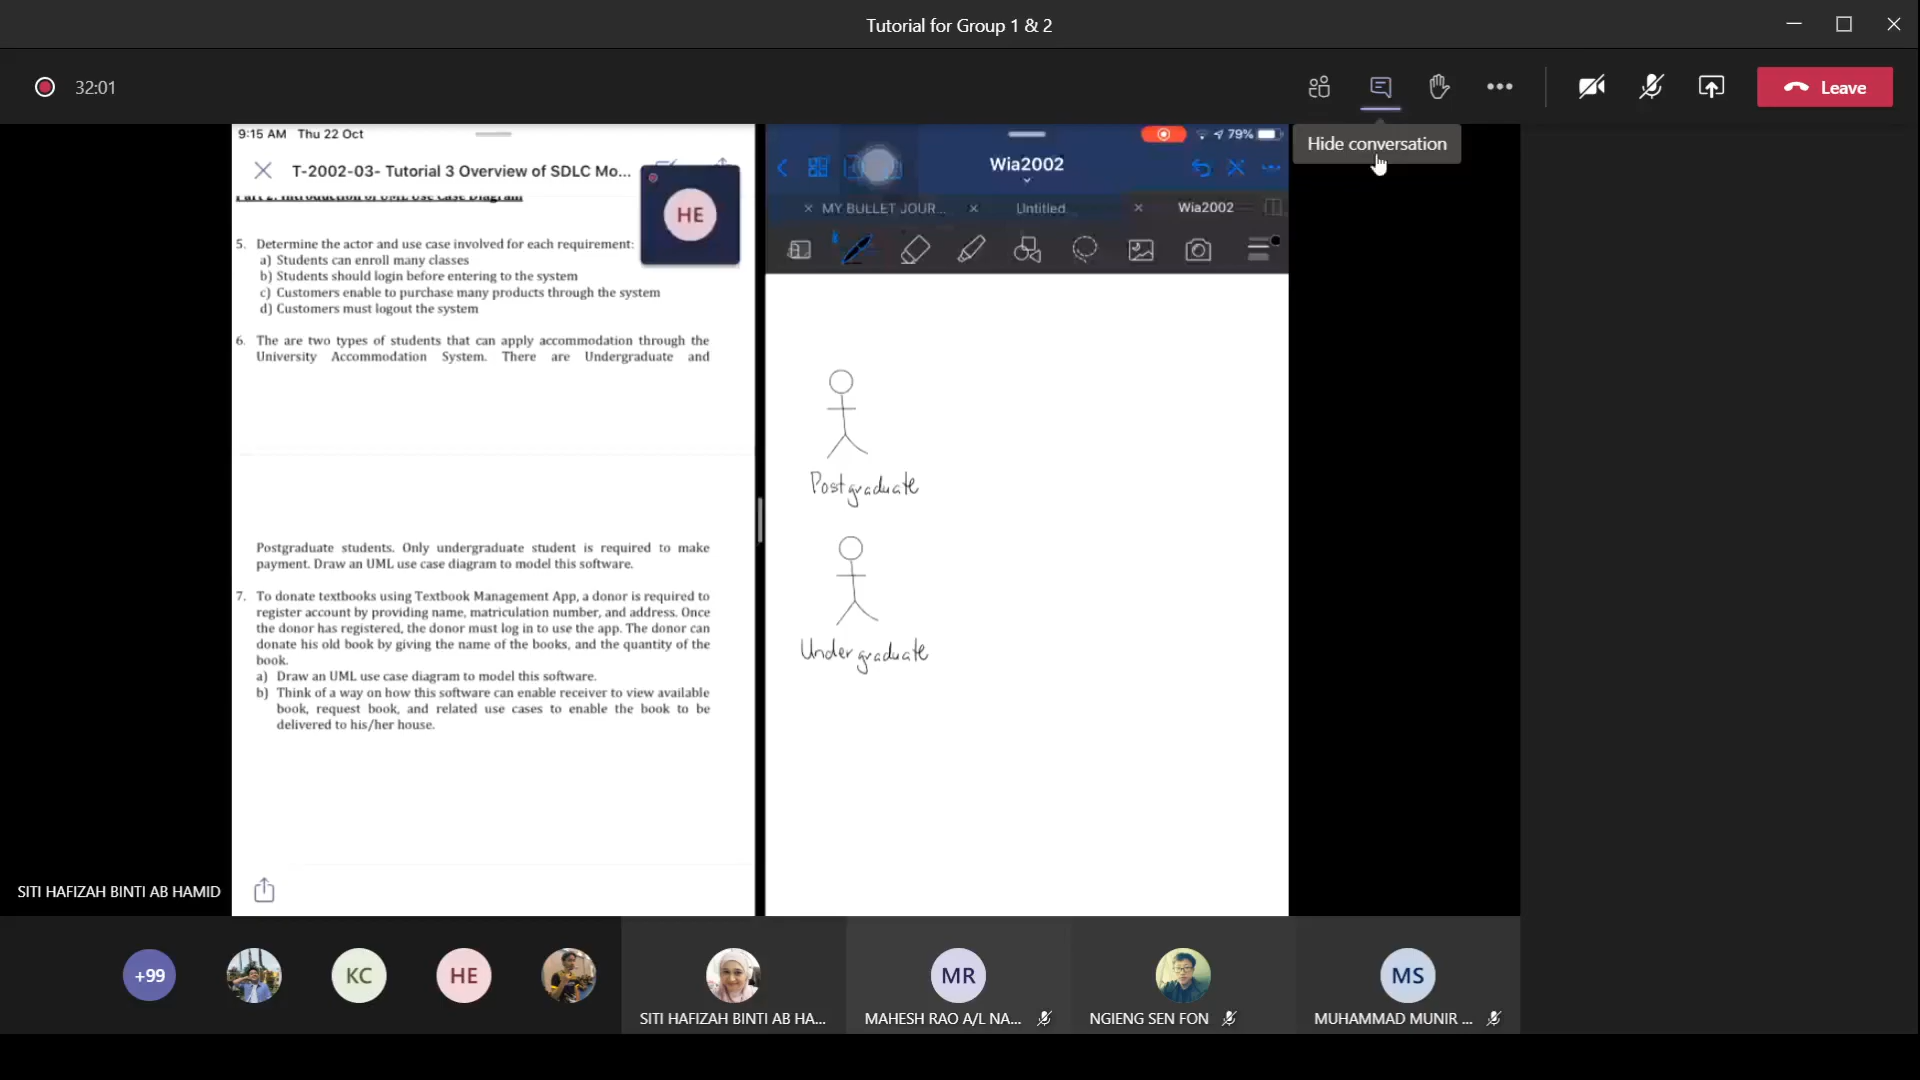 Tutorial for Group 1 & 2
32:01
Leave
Hide conversation
9:15 AM Thu 22 Oct
T-2002-03- Tutorial 3 Overview of SDLC Mo...
HE
Part 2: Introduction of UML Use Case Diagram
5. Determine the actor and use case involved for each requirement:
a) Students can enroll many classes
b) Students should login before entering to the system
c) Customers enable to purchase many products through the system
d) Customers must logout the system
6. The are two types of students that can apply accommodation through the
University Accommodation System. There are Undergraduate and
Postgraduate students. Only undergraduate student is required to make
payment. Draw an UML use case diagram to model this software.
7. To donate textbooks using Textbook Management App, a donor is required to
register account by providing name, matriculation number, and address. Once
the donor has registered, the donor must log in to use the app. The donor can
donate his old book by giving the name of the books, and the quantity of the
book.
a) Draw an UML use case diagram to model this software.
b) Think of a way on how this software can enable receiver to view available
book, request book, and related use cases to enable the book to be
delivered to his/her house.
79%
Wia2002
MY BULLET JOUR... Untitled Wia2002
Postgraduate
Undergraduate
SITI HAFIZAH BINTI AB HAMID
+99 KC HE MR MS
SITI HAFIZAH BINTI AB HA... MAHESH RAO A/L NA... NGIENG SEN FON MUHAMMAD MUNIR ...